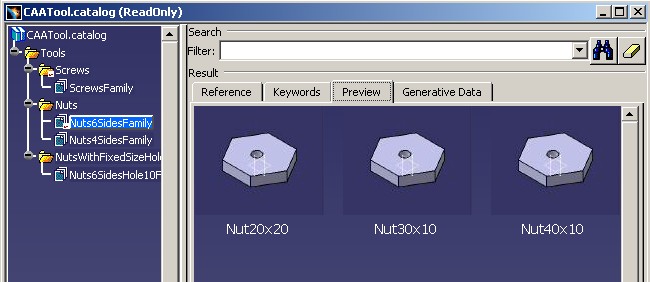 CAATool.catalog (ReadOnly)
CAATool.catalog
Tools
Screws
ScrewsFamily
Nuts
Nuts6SidesFamily
Nuts4SidesFamily
NutsWithFixedSizeHol
Nuts6SidesHole10F
Search
Filter:
Result
Reference Keywords Preview Generative Data
Nut20x20 Nut30x10 Nut40x10